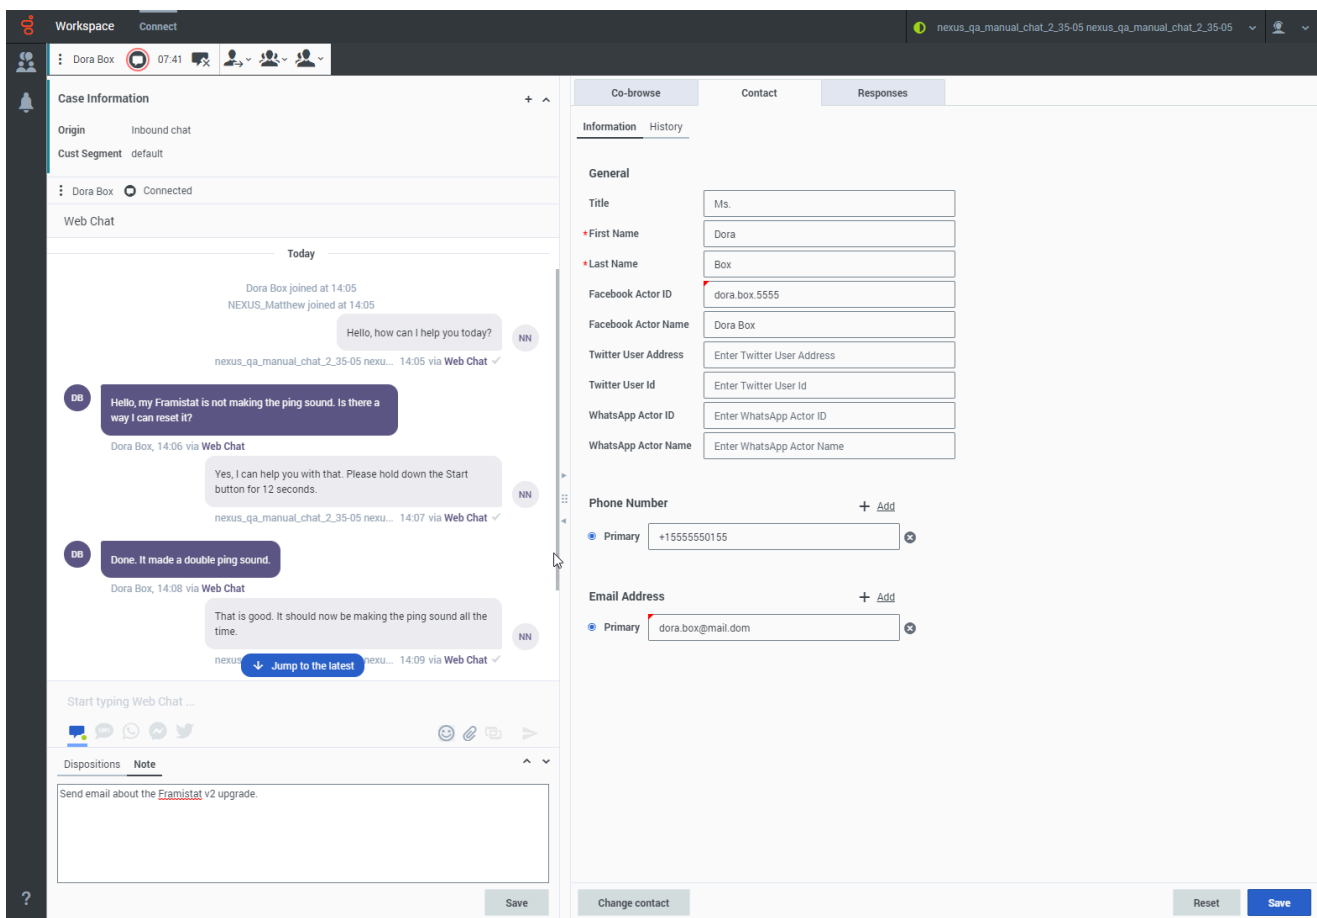 Workspace Connect
nexus_qa_manual_chat_2_35-05 nexus_qa_manual_chat_2_35-05
Dora Box 07:41
Case Information
Origin Inbound chat
Cust Segment default
Dora Box Connected
Web Chat
Today
Dora Box joined at 14:05
NEXUS_Matthew joined at 14:05
Hello, how can I help you today?
NN
nexus_qa_manual_chat_2_35-05 nexu... 14:05 via Web Chat
DB
Hello, my Framistat is not making the ping sound. Is there a
way I can reset it?
Dora Box, 14:06 via Web Chat
Yes, I can help you with that. Please hold down the Start
button for 12 seconds.
NN
nexus_qa_manual_chat_2_35-05 nexu... 14:07 via Web Chat
DB
Done. It made a double ping sound.
Dora Box, 14:08 via Web Chat
That is good. It should now be making the ping sound all the
time.
NN
nexus nexu... 14:09 via Web Chat
Jump to the latest
Start typing Web Chat ...
Dispositions Note
Send email about the Framistat v2 upgrade.
Save
?
Co-browse Contact Responses
Information History
General
Title Ms.
*First Name Dora
*Last Name Box
Facebook Actor ID dora.box.5555
Facebook Actor Name Dora Box
Twitter User Address Enter Twitter User Address
Twitter User Id Enter Twitter User Id
WhatsApp Actor ID Enter WhatsApp Actor ID
WhatsApp Actor Name Enter WhatsApp Actor Name
Phone Number + Add
Primary +15555550155
Email Address + Add
Primary dora.box@mail.dom
Change contact Reset Save